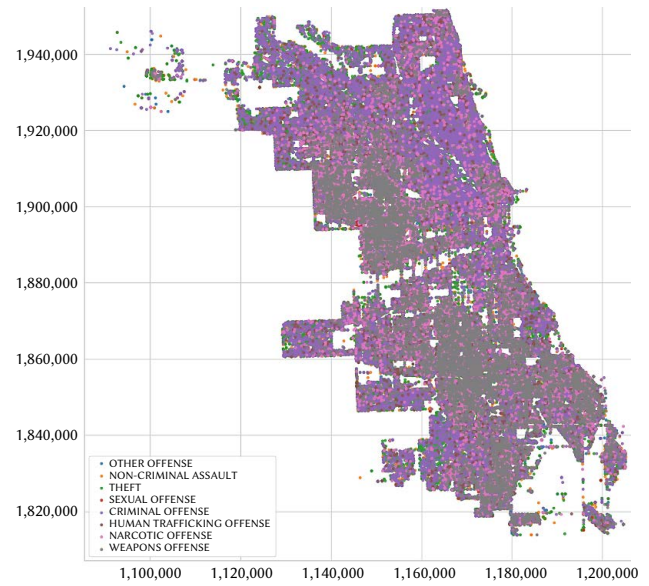 1,940,000
1,920,000
1,900,000
1,880,000
1,860,000
1,840,000
1,820,000
OTHER OFFENSE
NON-CRIMINAL ASSAULT
THEFT
SEXUAL OFFENSE
CRIMINAL OFFENSE
HUMAN TRAFFICKING OFFENSE
NARCOTIC OFFENSE
WEAPONS OFFENSE
1,100,000 1,120,000 1,140,000 1,160,000 1,180,000 1,200,000